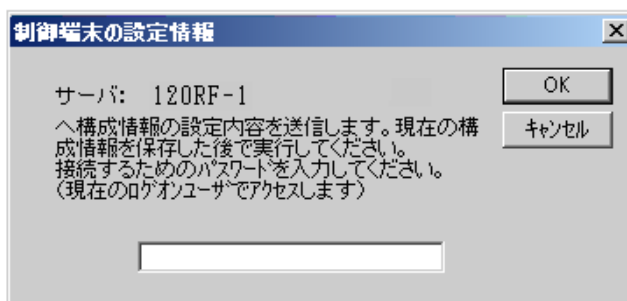 制御端末の設定情報
サーバ: 120RF-1
OK
へ構成情報の設定内容を送信します。現在の構
成情報を保存した後で実行してください。
接続するためのパスワードを入力してください。
(現在のログオンユーザでアクセスします)
キャンセル